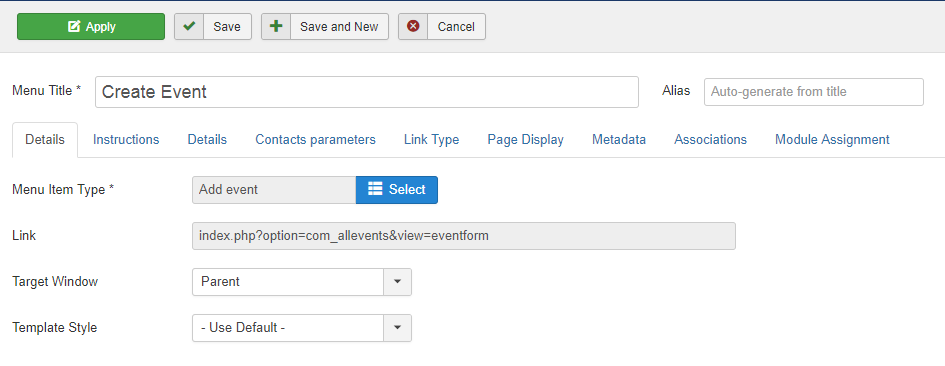 Apply Save Save and New Cancel
Menu Title * Create Event Alias Auto-generate from title
Details Instructions Details Contacts parameters Link Type Page Display Metadata Associations Module Assignment
Menu Item Type * Add event Select
Link index.php?option=com_allevents&view=eventform
Target Window Parent
Template Style - Use Default -